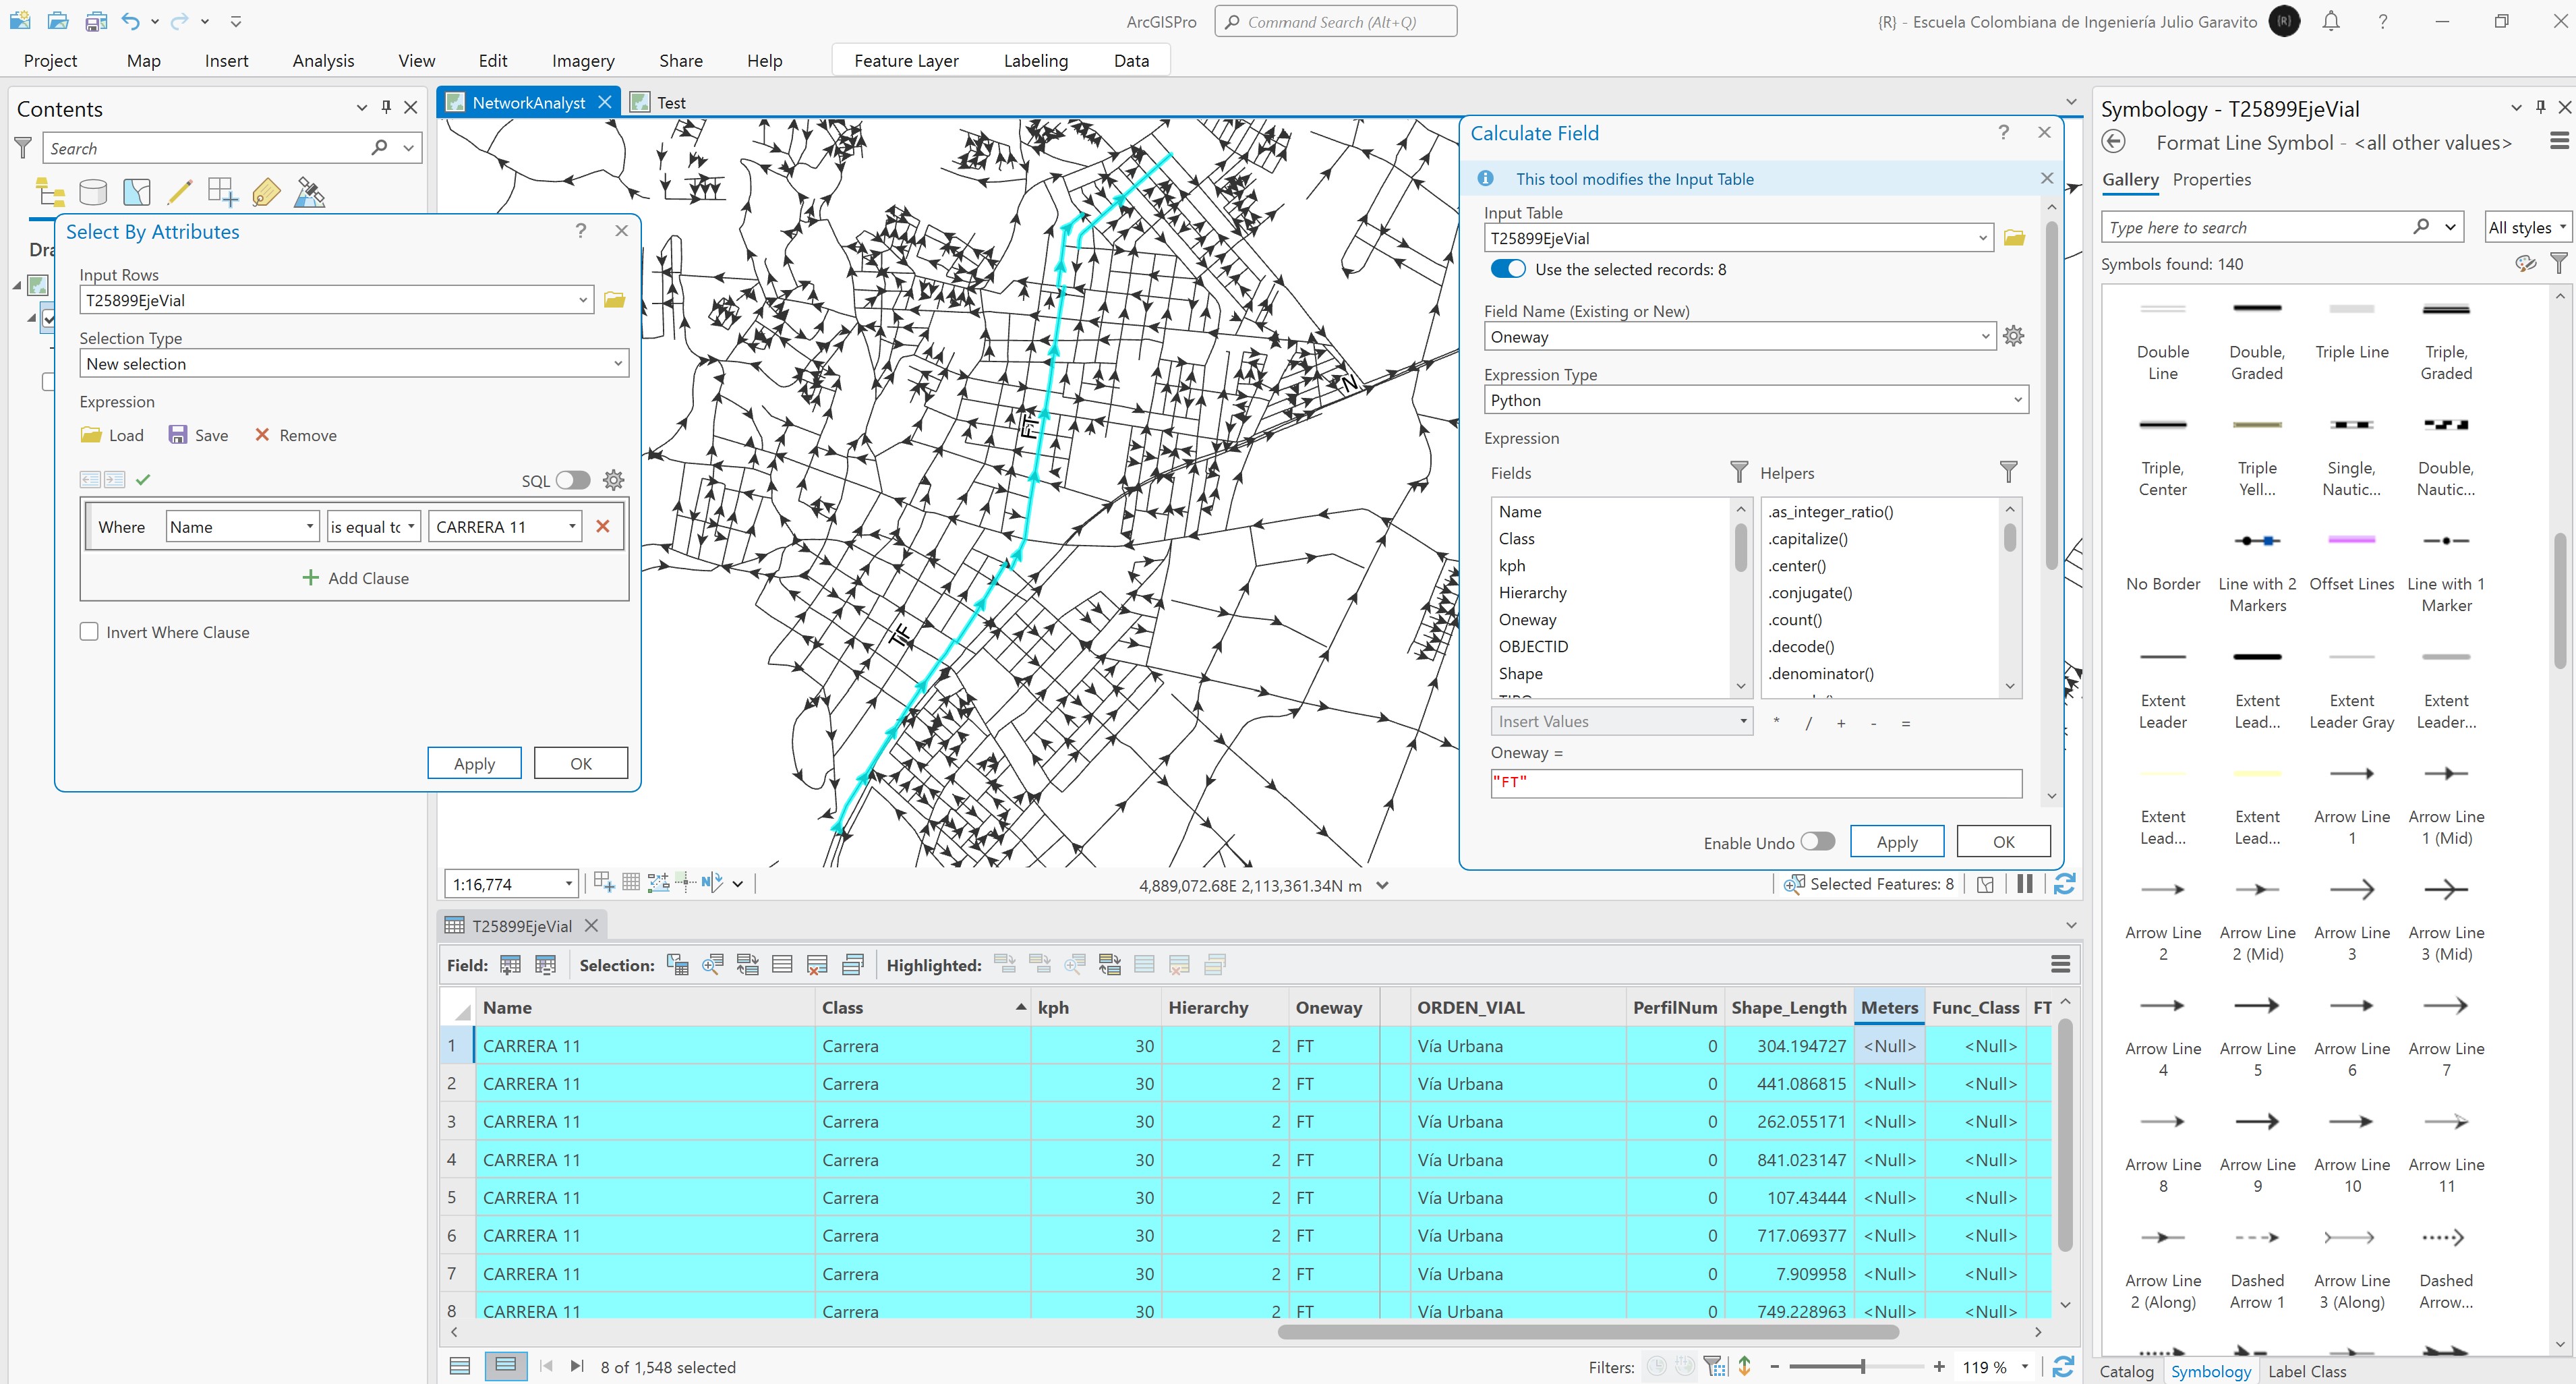 ArcGISPro
Command Search (Alt+Q)
{R} - Escuela Colombiana de Ingeniería Julio Garavito
{R}
?
Project Map Insert Analysis View Edit Imagery Share Help Feature Layer Labeling Data
Contents
Search
Dra
Select By Attributes ?
Input Rows
T25899EjeVial
Selection Type
New selection
Expression
Load Save Remove
SQL
Where Name is equal to CARRERA 11
Add Clause
Invert Where Clause
Apply OK
NetworkAnalyst Test
FT
TF
N
1:16,774
4,889,072.68E 2,113,361.34N m
Selected Features: 8
Calculate Field ?
This tool modifies the Input Table
Input Table
T25899EjeVial
Use the selected records: 8
Field Name (Existing or New)
Oneway
Expression Type
Python
Expression
Fields Helpers
Name .as_integer_ratio()
Class .capitalize()
kph .center()
Hierarchy .conjugate()
Oneway .count()
OBJECTID .decode()
Shape .denominator()
Insert Values * / + - =
Oneway =
"FT"
Enable Undo Apply OK
T25899EjeVial
Field: Selection: Highlighted:
Name Class kph Hierarchy Oneway ORDEN_VIAL PerfilNum Shape_Length Meters Func_Class FT
1 CARRERA 11 Carrera 30 2 FT Vía Urbana 0 304.194727 <Null> <Null>
2 CARRERA 11 Carrera 30 2 FT Vía Urbana 0 441.086815 <Null> <Null>
3 CARRERA 11 Carrera 30 2 FT Vía Urbana 0 262.055171 <Null> <Null>
4 CARRERA 11 Carrera 30 2 FT Vía Urbana 0 841.023147 <Null> <Null>
5 CARRERA 11 Carrera 30 2 FT Vía Urbana 0 107.43444 <Null> <Null>
6 CARRERA 11 Carrera 30 2 FT Vía Urbana 0 717.069377 <Null> <Null>
7 CARRERA 11 Carrera 30 2 FT Vía Urbana 0 7.909958 <Null> <Null>
8 CARRERA 11 Carrera 30 2 FT Vía Urbana 0 749.228963 <Null> <Null>
8 of 1,548 selected
Filters: - + 119 %
Symbology - T25899EjeVial
Format Line Symbol - <all other values>
Gallery Properties
Type here to search All styles
Symbols found: 140
Double Double, Triple Line Triple,
Line Graded Graded
Triple, Triple Single, Double,
Center Yell... Nautic... Nautic...
No Border Line with 2 Offset Lines Line with 1
Markers Marker
Extent Extent Extent Extent
Leader Lead... Leader Gray Leader...
Extent Extent Arrow Line Arrow Line
Lead... Lead... 1 1 (Mid)
Arrow Line Arrow Line Arrow Line Arrow Line
2 2 (Mid) 3 3 (Mid)
Arrow Line Arrow Line Arrow Line Arrow Line
4 5 6 7
Arrow Line Arrow Line Arrow Line Arrow Line
8 9 10 11
Arrow Line Dashed Arrow Line Dashed
2 (Along) Arrow 1 3 (Along) Arrow...
Catalog Symbology Label Class